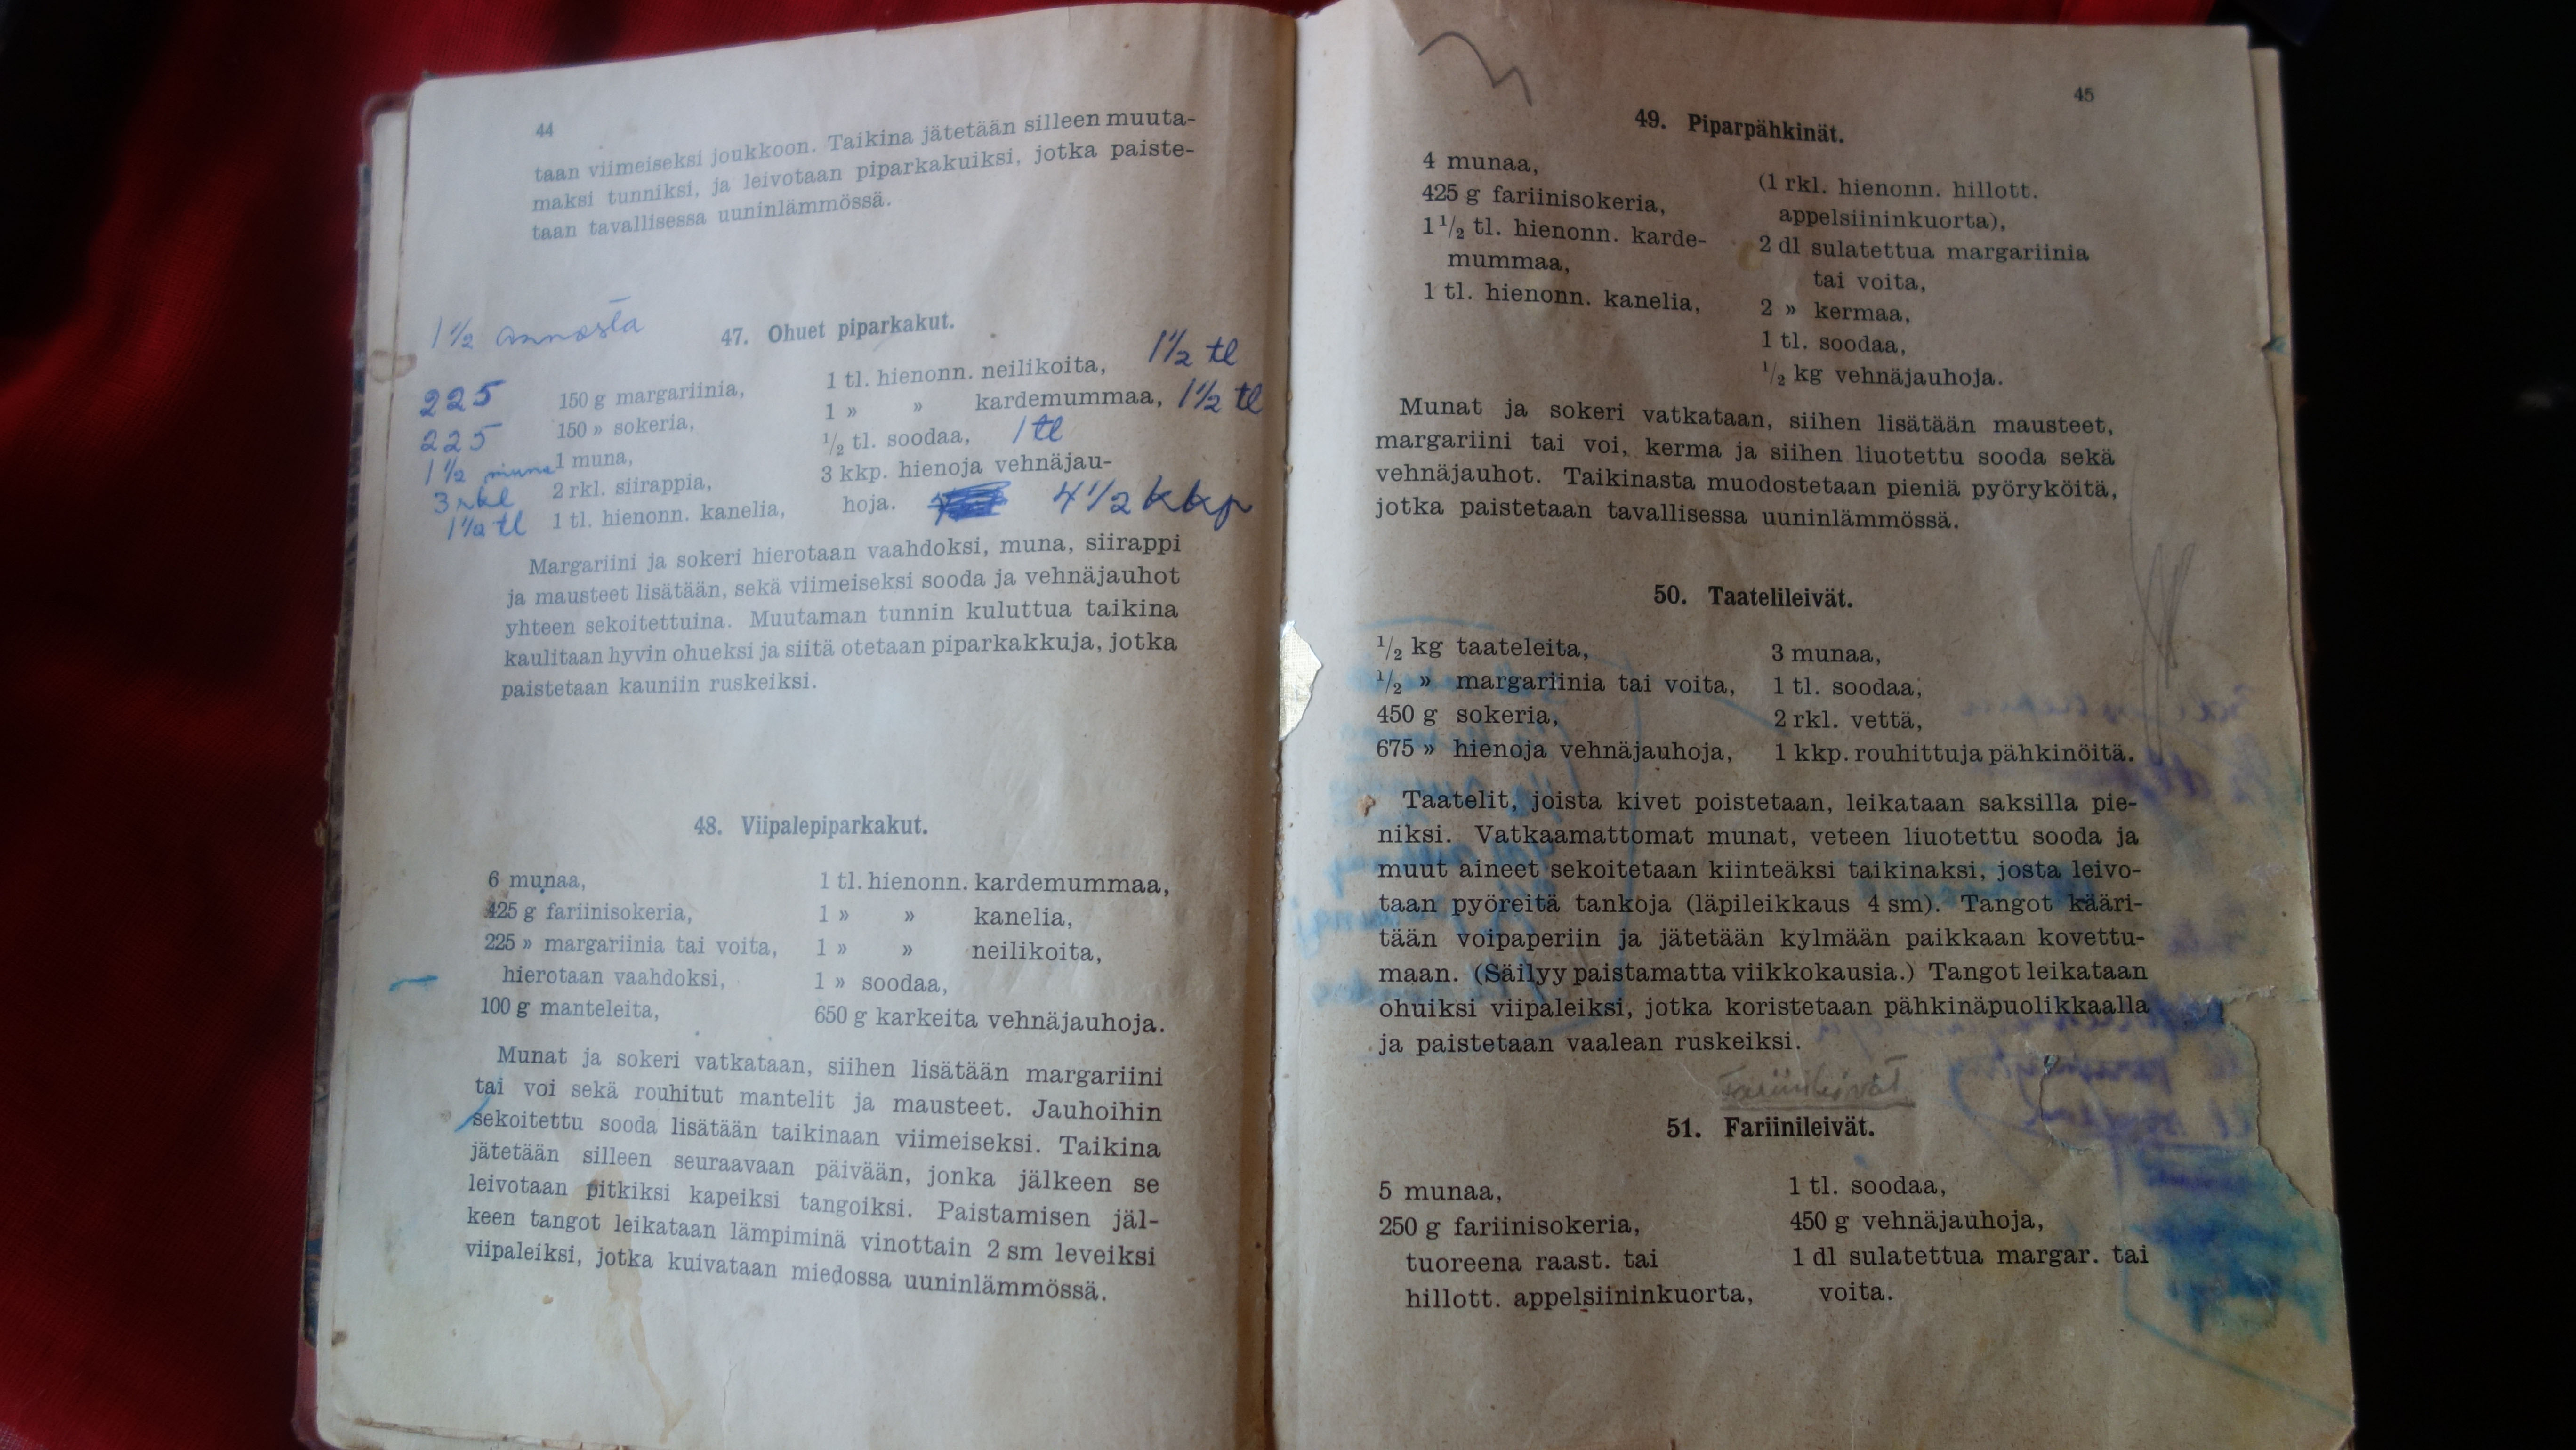 44
taan viimeiseksi joukkoon. Taikina jätetään silleen muuta-
maksi tunniksi, ja leivotaan piparkakuiksi, jotka paiste-
taan tavallisessa uuninlämmössä.
1 1/2 annosta
47. Ohuet piparkakut.
225 150 g margariinia,
225 150 » sokeria,
1 1/2 muna 1 muna,
3 rkl 2 rkl. siirappia,
1 1/2 tl 1 tl. hienonn. kanelia,
1 tl. hienonn. neilikoita, 1 1/2 tl
1 » » kardemummaa, 1 1/2 tl
1/2 tl. soodaa, 1 tl
3 kkp. hienoja vehnäjau-
hoja. 4 1/2 kkp
Margariini ja sokeri hierotaan vaahdoksi, muna, siirappi
ja mausteet lisätään, sekä viimeiseksi sooda ja vehnäjauhot
yhteen sekoitettuina. Muutaman tunnin kuluttua taikina
kaulitaan hyvin ohueksi ja siitä otetaan piparkakkuja, jotka
paistetaan kauniin ruskeiksi.
48. Viipalepiparkakut.
6 munaa,
425 g fariinisokeria,
225 » margariinia tai voita,
hierotaan vaahdoksi,
100 g manteleita,
1 tl. hienonn. kardemummaa,
1 » » kanelia,
1 » » neilikoita,
1 » soodaa,
650 g karkeita vehnäjauhoja.
Munat ja sokeri vatkataan, siihen lisätään margariini
tai voi sekä rouhitut mantelit ja mausteet. Jauhoihin
sekoitettu sooda lisätään taikinaan viimeiseksi. Taikina
jätetään silleen seuraavaan päivään, jonka jälkeen se
leivotaan pitkiksi kapeiksi tangoiksi. Paistamisen jäl-
keen tangot leikataan lämpiminä vinottain 2 sm leveiksi
viipaleiksi, jotka kuivataan miedossa uuninlämmössä.
45
49. Piparpähkinät.
4 munaa,
425 g fariinisokeria,
1 1/2 tl. hienonn. karde-
mummaa,
1 tl. hienonn. kanelia,
(1 rkl. hienonn. hillott.
appelsiininkuorta),
2 dl sulatettua margariinia
tai voita,
2 » kermaa,
1 tl. soodaa,
1/2 kg vehnäjauhoja.
Munat ja sokeri vatkataan, siihen lisätään mausteet,
margariini tai voi, kerma ja siihen liuotettu sooda sekä
vehnäjauhot. Taikinasta muodostetaan pieniä pyöryköitä,
jotka paistetaan tavallisessa uuninlämmössä.
50. Taatelileivät.
1/2 kg taateleita,
1/2 » margariinia tai voita,
450 g sokeria,
675 » hienoja vehnäjauhoja,
3 munaa,
1 tl. soodaa,
2 rkl. vettä,
1 kkp. rouhittuja pähkinöitä.
Taatelit, joista kivet poistetaan, leikataan saksilla pie-
niksi. Vatkaamattomat munat, veteen liuotettu sooda ja
muut aineet sekoitetaan kiinteäksi taikinaksi, josta leivo-
taan pyöreitä tankoja (läpileikkaus 4 sm). Tangot kääri-
tään voipaperiin ja jätetään kylmään paikkaan kovettu-
maan. (Säilyy paistamatta viikkokausia.) Tangot leikataan
ohuiksi viipaleiksi, jotka koristetaan pähkinäpuolikkaalla
ja paistetaan vaalean ruskeiksi.
Fariinileivät
51. Fariinileivät.
5 munaa,
250 g fariinisokeria,
tuoreena raast. tai
hillott. appelsiininkuorta,
1 tl. soodaa,
450 g vehnäjauhoja,
1 dl sulatettua margar. tai
voita.